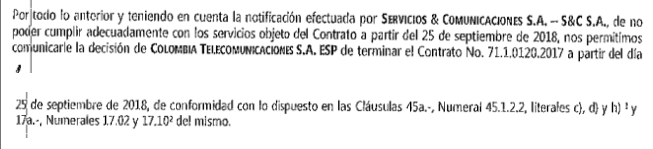 Por todo lo anterior y teniendo en cuenta la notificación efectuada por SERVICIOS & COMUNICACIONES S.A. – S&C S.A., de no
poder cumplir adecuadamente con los servicios objeto del Contrato a partir del 25 de septiembre de 2018, nos permitimos
comunicarle la decisión de COLOMBIA TELECOMUNICACIONES S.A. ESP de terminar el Contrato No. 71.1.0120.2017 a partir del día
25 de septiembre de 2018, de conformidad con lo dispuesto en las Cláusulas 45a.-, Numeral 45.1.2.2, literales c), d) y h) ¹ y
17a.-, Numerales 17.02 y 17.10² del mismo.